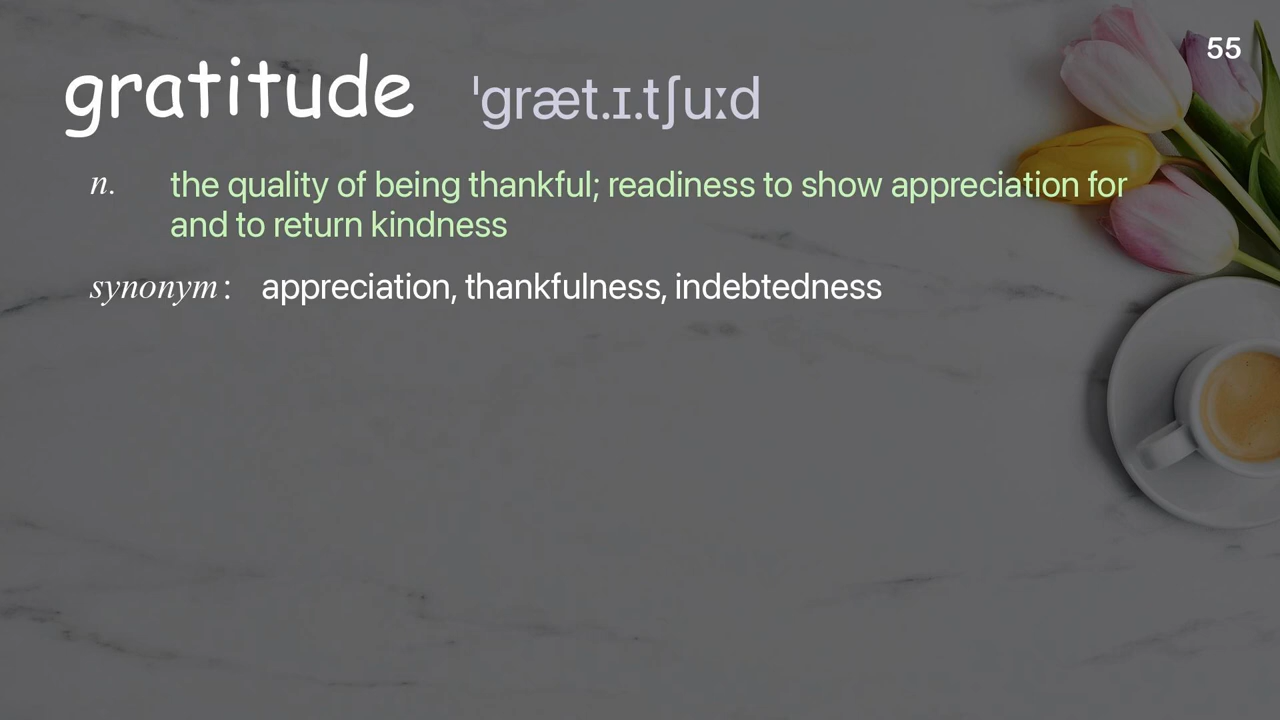 55
gratitude ˈɡræt.ɪ.tʃuːd
n. the quality of being thankful; readiness to show appreciation for
and to return kindness
synonym: appreciation, thankfulness, indebtedness